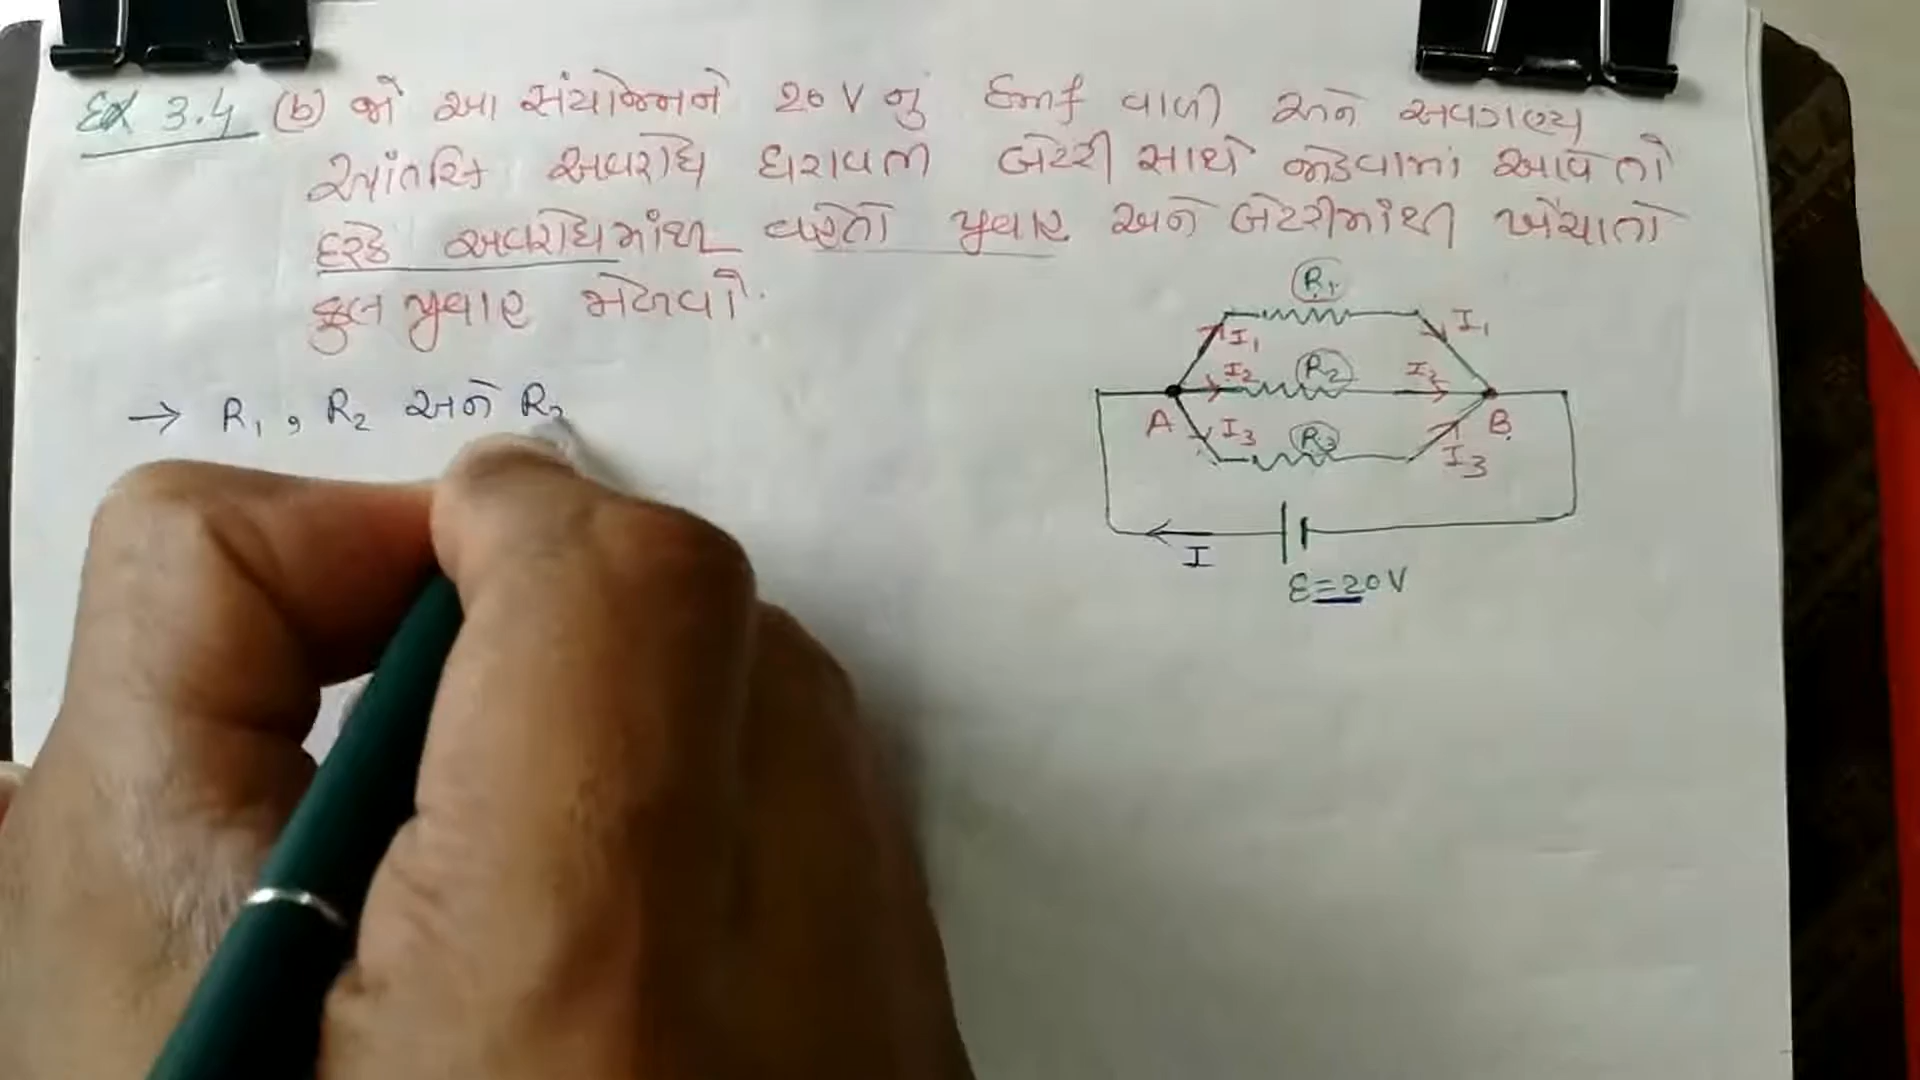 Ex 3.4 (b) જો આ સંયોજનને 20 V નું emf વાળી અને અવગણ્ય
આંતરિક અવરોધ ધરાવતી બેટરી સાથે જોડવામાં આવે તો
દરેક અવરોધમાંથી વહેતો પ્રવાહ અને બેટરીમાંથી ખેંચાતો
કુલ પ્રવાહ મેળવો.
R₁
I₁ I₁
I₂ R₂ I₂
A I₃ R₃ I₃ B
I
ε=20V
→ R₁, R₂ અને R₃